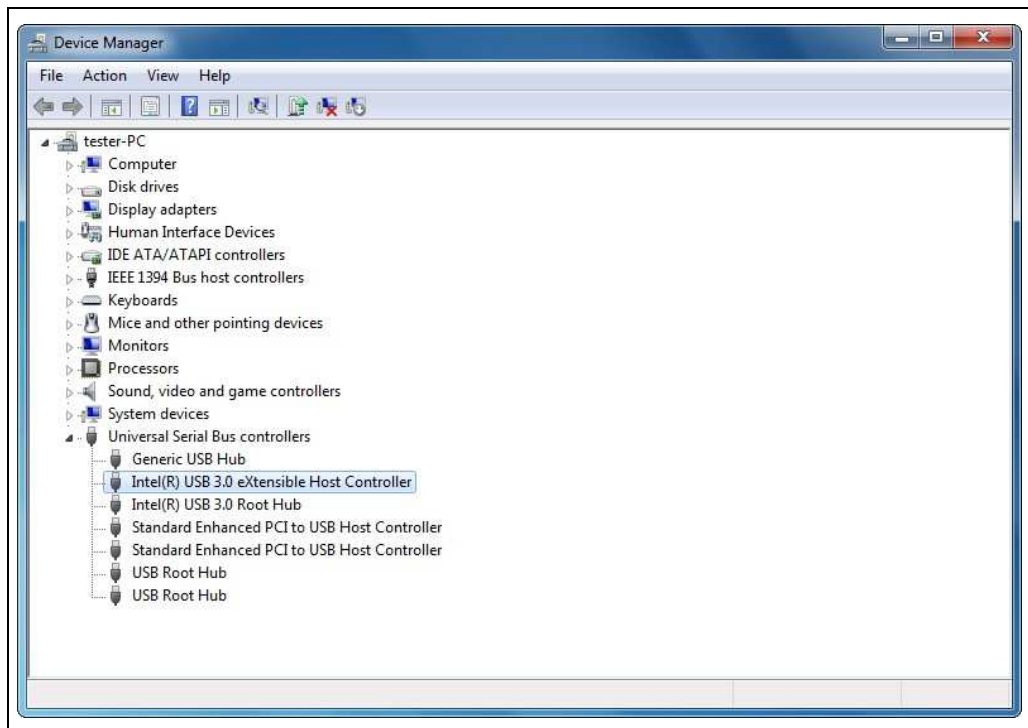 Device Manager
File Action View Help
tester-PC
Computer
Disk drives
Display adapters
Human Interface Devices
IDE ATA/ATAPI controllers
IEEE 1394 Bus host controllers
Keyboards
Mice and other pointing devices
Monitors
Processors
Sound, video and game controllers
System devices
Universal Serial Bus controllers
Generic USB Hub
Intel(R) USB 3.0 eXtensible Host Controller
Intel(R) USB 3.0 Root Hub
Standard Enhanced PCI to USB Host Controller
Standard Enhanced PCI to USB Host Controller
USB Root Hub
USB Root Hub